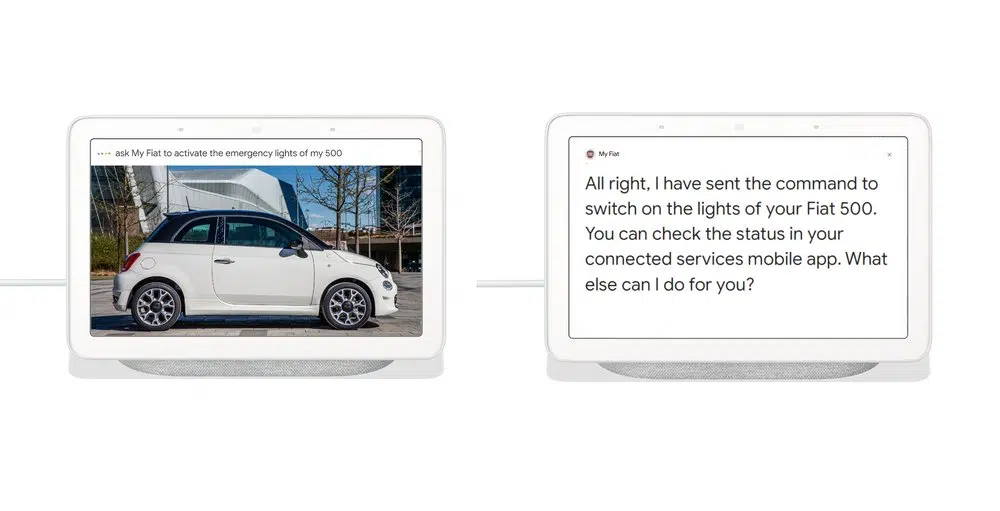 ask My Fiat to activate the emergency lights of my 500
My Fiat
All right, I have sent the command to
switch on the lights of your Fiat 500.
You can check the status in your
connected services mobile app. What
else can I do for you?